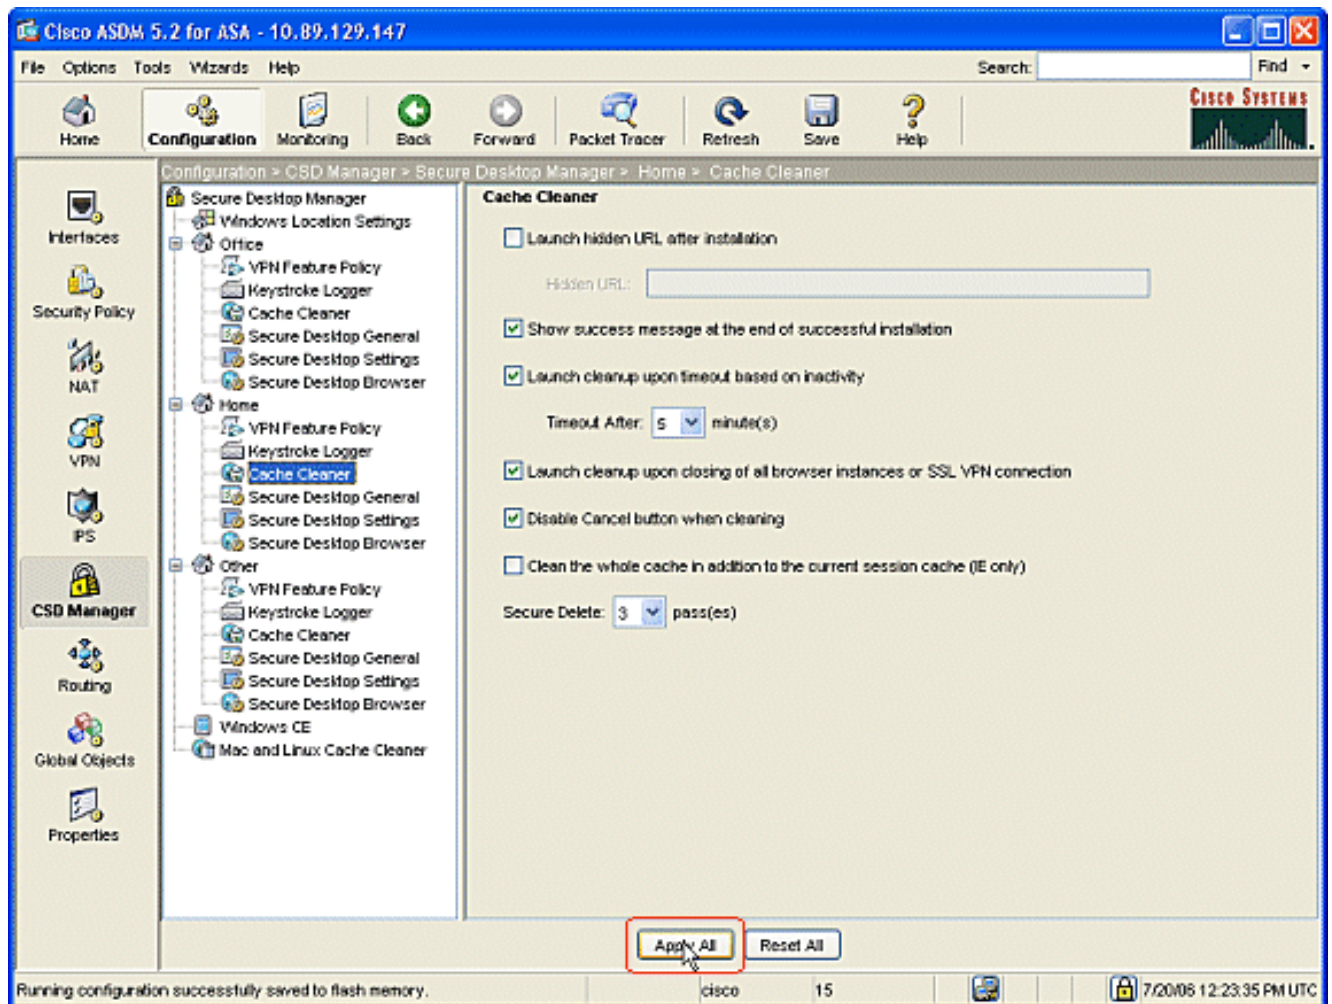 Cisco ASDM 5.2 for ASA - 10.89.129.147
File Options Tools Wizards Help Search: Find
Home Configuration Monitoring Back Forward Packet Tracer Refresh Save Help
CISCO SYSTEMS
Configuration > CSD Manager > Secure Desktop Manager > Home > Cache Cleaner
Interfaces
Security Policy
NAT
VPN
IPS
CSD Manager
Routing
Global Objects
Properties
Secure Desktop Manager
Windows Location Settings
Office
VPN Feature Policy
Keystroke Logger
Cache Cleaner
Secure Desktop General
Secure Desktop Settings
Secure Desktop Browser
Home
VPN Feature Policy
Keystroke Logger
Cache Cleaner
Secure Desktop General
Secure Desktop Settings
Secure Desktop Browser
Other
VPN Feature Policy
Keystroke Logger
Cache Cleaner
Secure Desktop General
Secure Desktop Settings
Secure Desktop Browser
Windows CE
Mac and Linux Cache Cleaner
Cache Cleaner
Launch hidden URL after installation
Hidden URL:
Show success message at the end of successful installation
Launch cleanup upon timeout based on inactivity
Timeout After: 5 minute(s)
Launch cleanup upon closing of all browser instances or SSL VPN connection
Disable Cancel button when cleaning
Clean the whole cache in addition to the current session cache (IE only)
Secure Delete: 3 pass(es)
Apply All Reset All
Running configuration successfully saved to flash memory. cisco 15 7/20/06 12:23:35 PM UTC